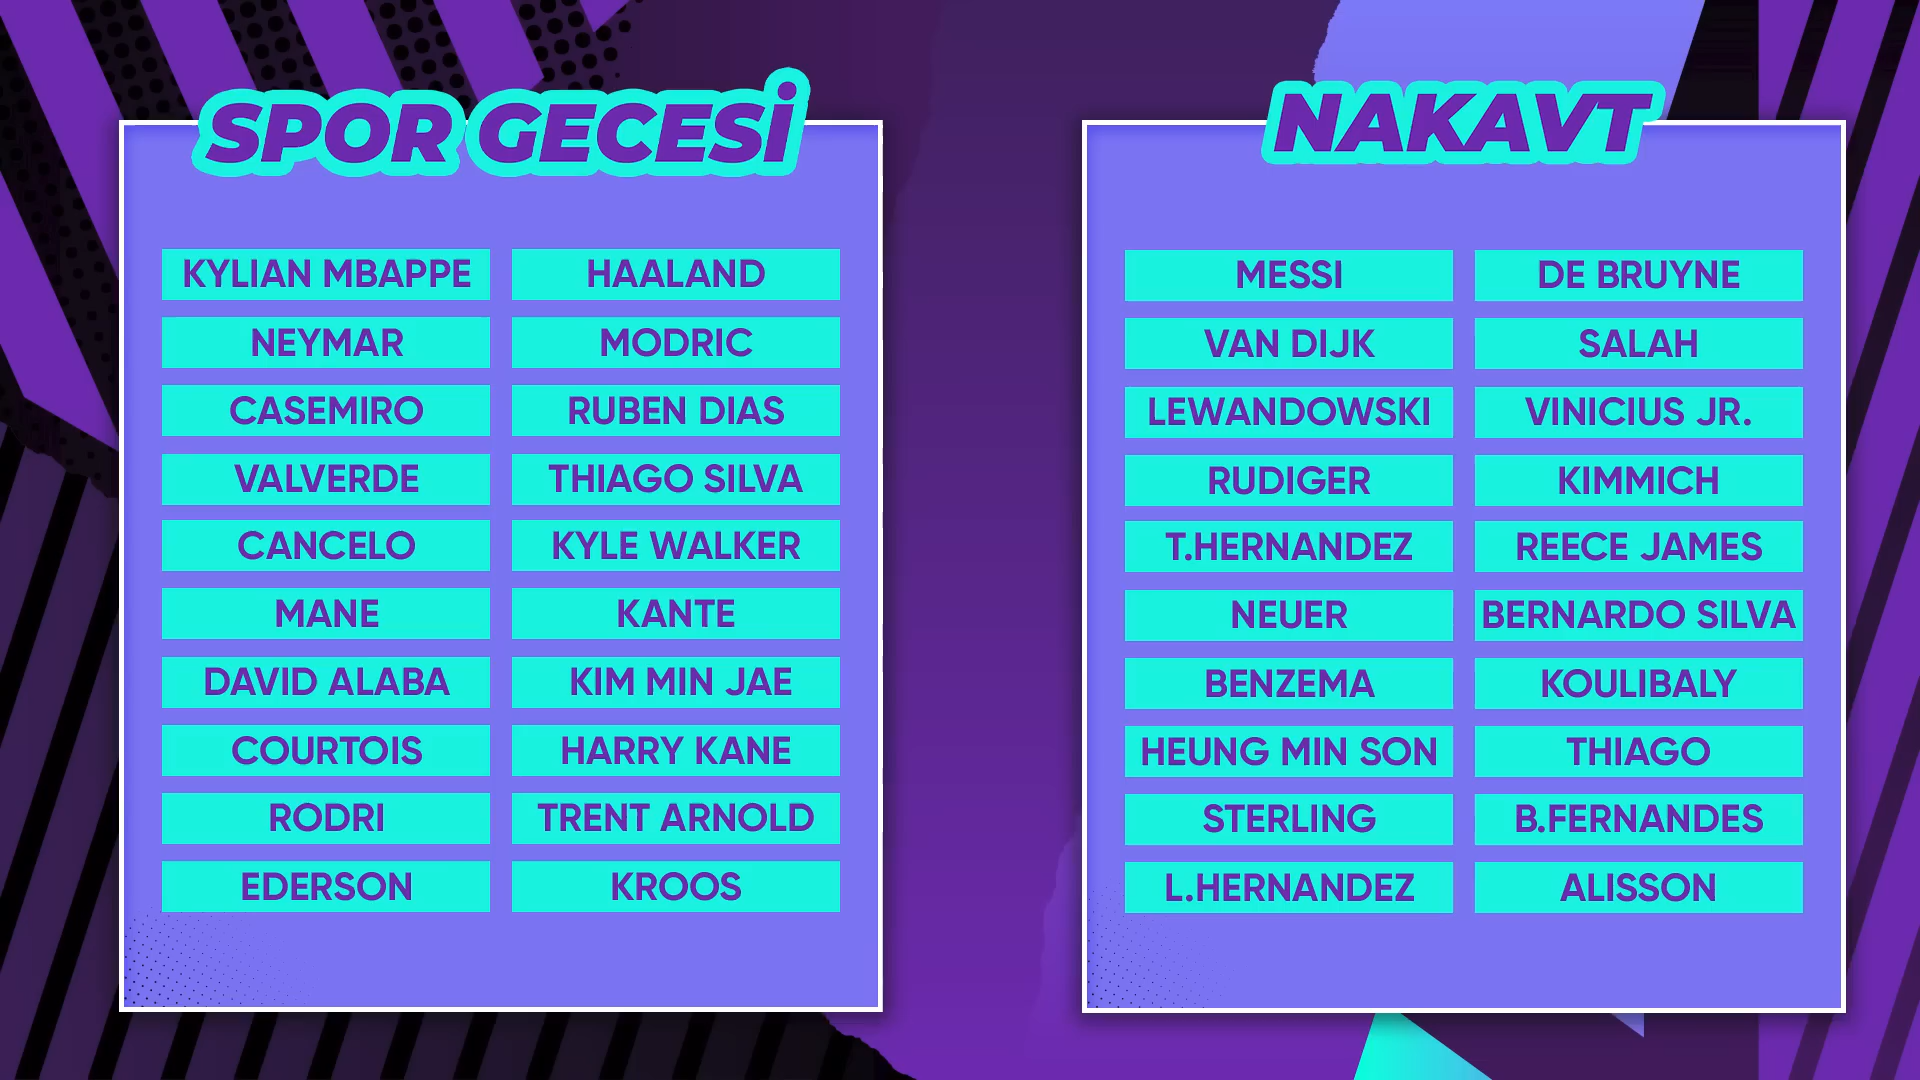 SPOR GECESİ
KYLIAN MBAPPE HAALAND
NEYMAR MODRIC
CASEMIRO RUBEN DIAS
VALVERDE THIAGO SILVA
CANCELO KYLE WALKER
MANE KANTE
DAVID ALABA KIM MIN JAE
COURTOIS HARRY KANE
RODRI TRENT ARNOLD
EDERSON KROOS
NAKAVT
MESSI DE BRUYNE
VAN DIJK SALAH
LEWANDOWSKI VINICIUS JR.
RUDIGER KIMMICH
T.HERNANDEZ REECE JAMES
NEUER BERNARDO SILVA
BENZEMA KOULIBALY
HEUNG MIN SON THIAGO
STERLING B.FERNANDES
L.HERNANDEZ ALISSON